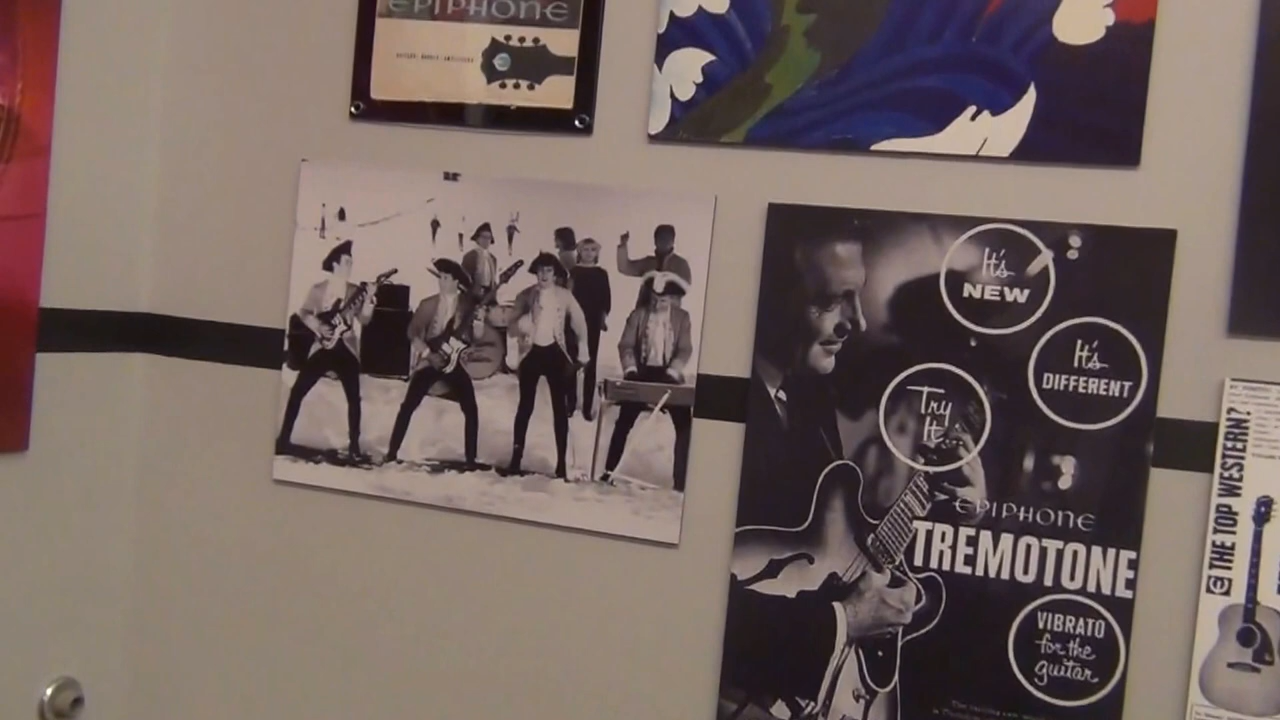 EPIPHONE
It's
NEW
It's
DIFFERENT
Try
It
EPIPHONE
TREMOTONE
VIBRATO
for the
guitar
THE TOP WESTERN?